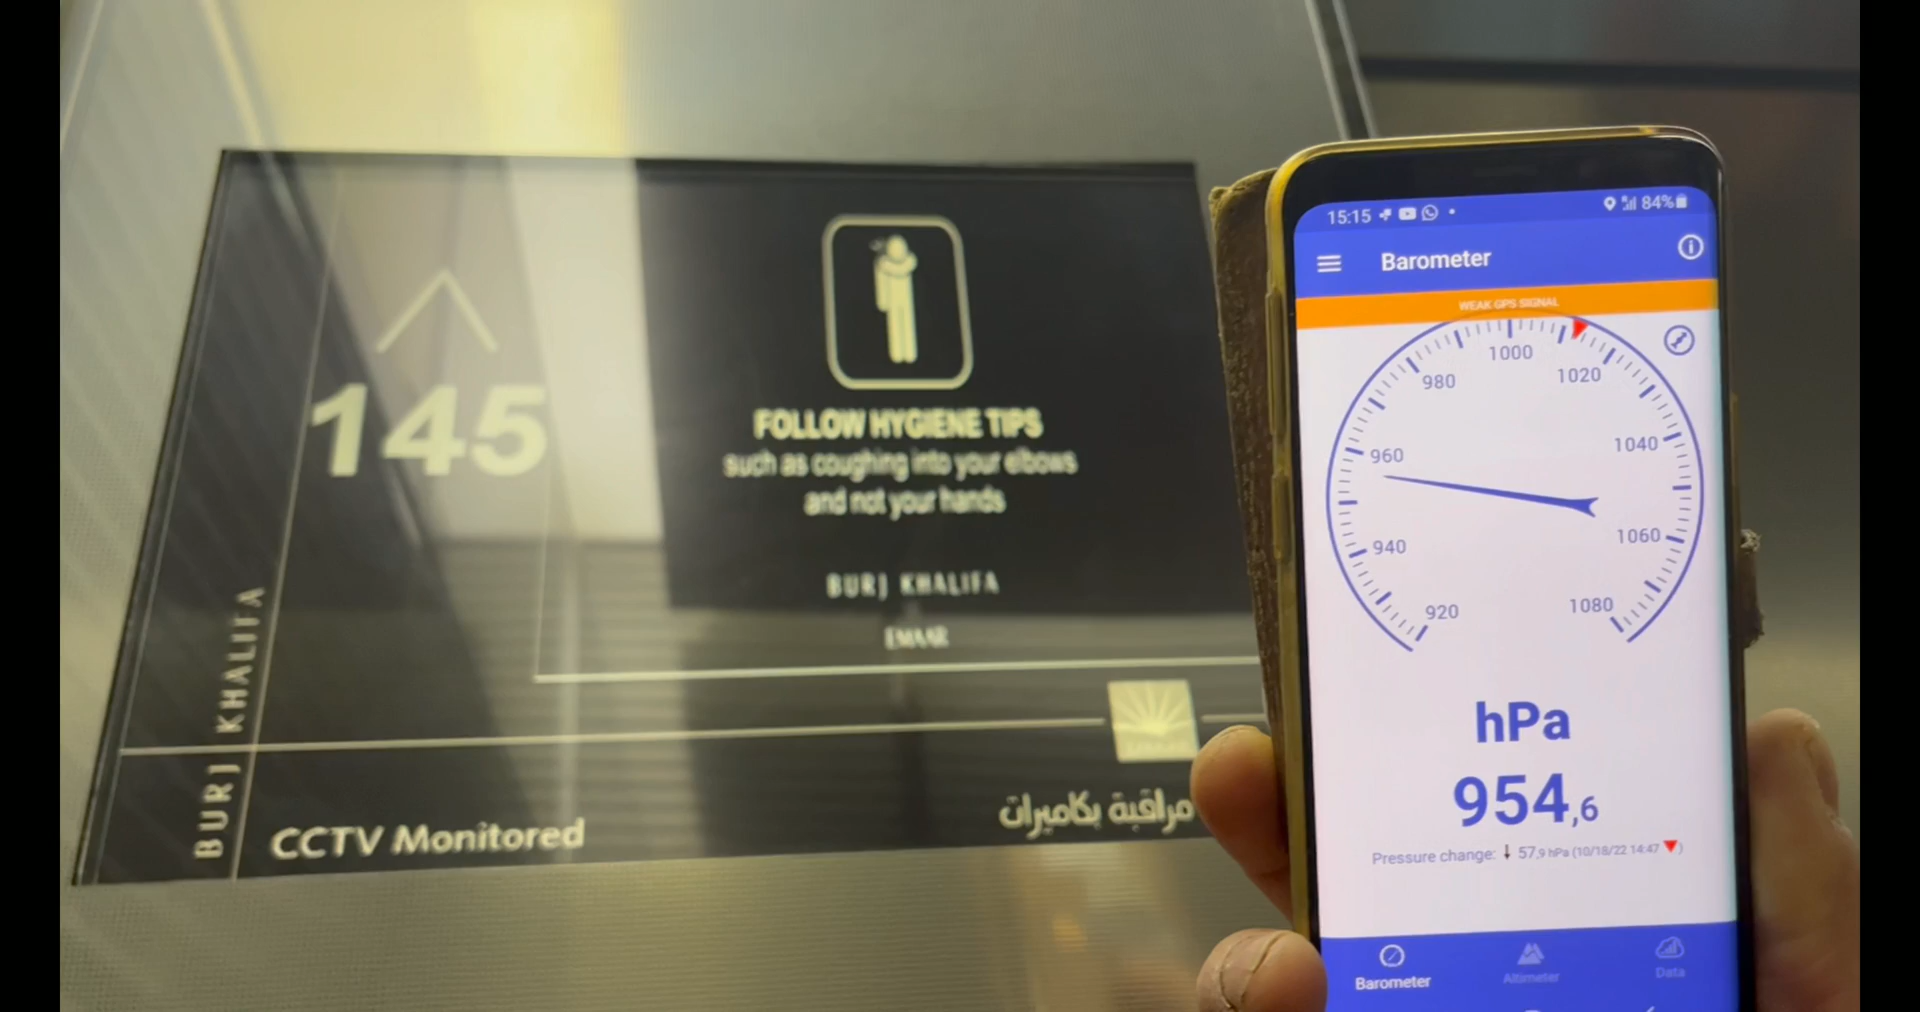 145
FOLLOW HYGIENE TIPS
such as coughing into your elbows
and not your hands
BURJ KHALIFA
EMAAR
BURJ KHALIFA
CCTV Monitored
مراقبة بكاميرات
15:15
84%
Barometer
WEAK GPS SIGNAL
920
940
960
980
1000
1020
1040
1060
1080
hPa
954,6
Pressure change: ↓ 57,9 hPa (10/18/22 14:47 ▼)
Barometer
Altimeter
Data